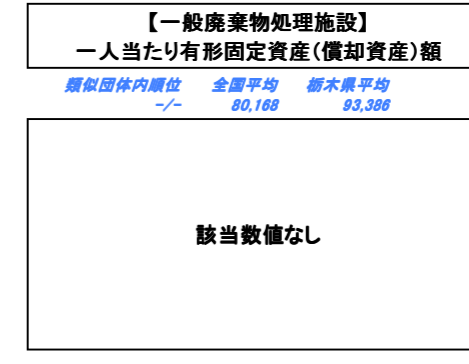 【一般廃棄物処理施設】
一人当たり有形固定資産(償却資産)額
類似団体内順位 全国平均 栃木県平均
-/- 80,168 93,386
該当数値なし